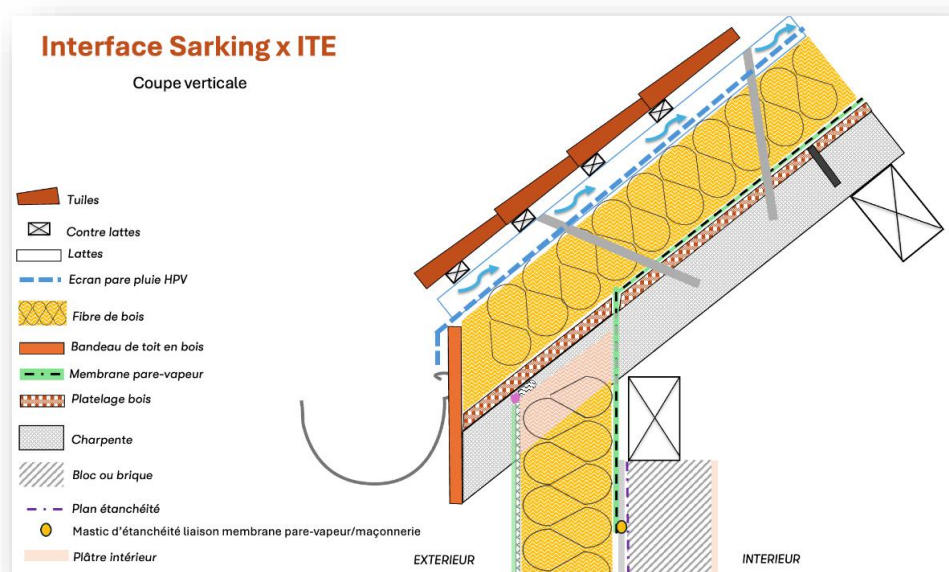 Interface Sarking x ITE
Coupe verticale
Tuiles
Contre lattes
Lattes
Ecran pare pluie HPV
Fibre de bois
Bandeau de toit en bois
Membrane pare-vapeur
Platelage bois
Charpente
Bloc ou brique
Plan étanchéité
Mastic d'étanchéité liaison membrane pare-vapeur/maçonnerie
Plâtre intérieur
EXTERIEUR
INTERIEUR